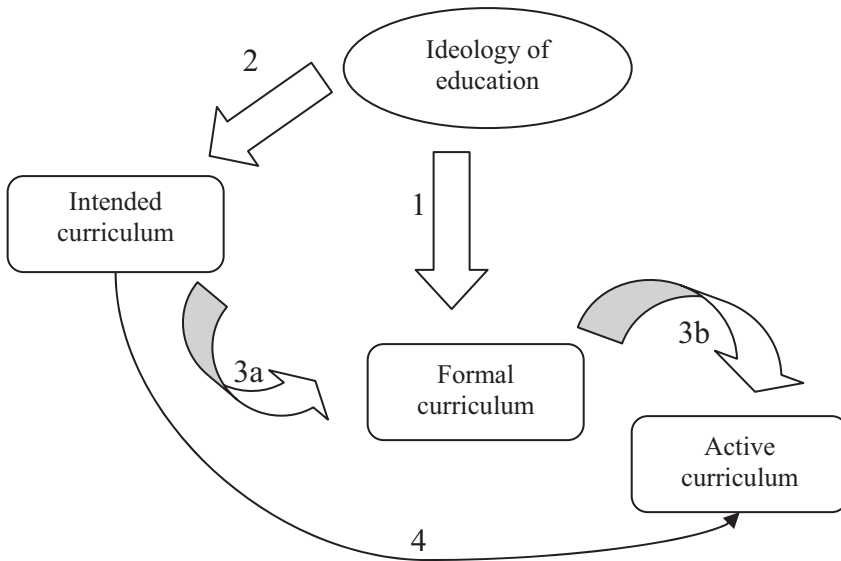 Ideology of
education
2
1
Intended
curriculum
3a
3b
Formal
curriculum
Active
curriculum
4